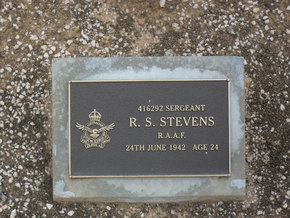 416292 SERGEANT
R. S. STEVENS
R.A.A.F.
24TH JUNE 1942 AGE 24